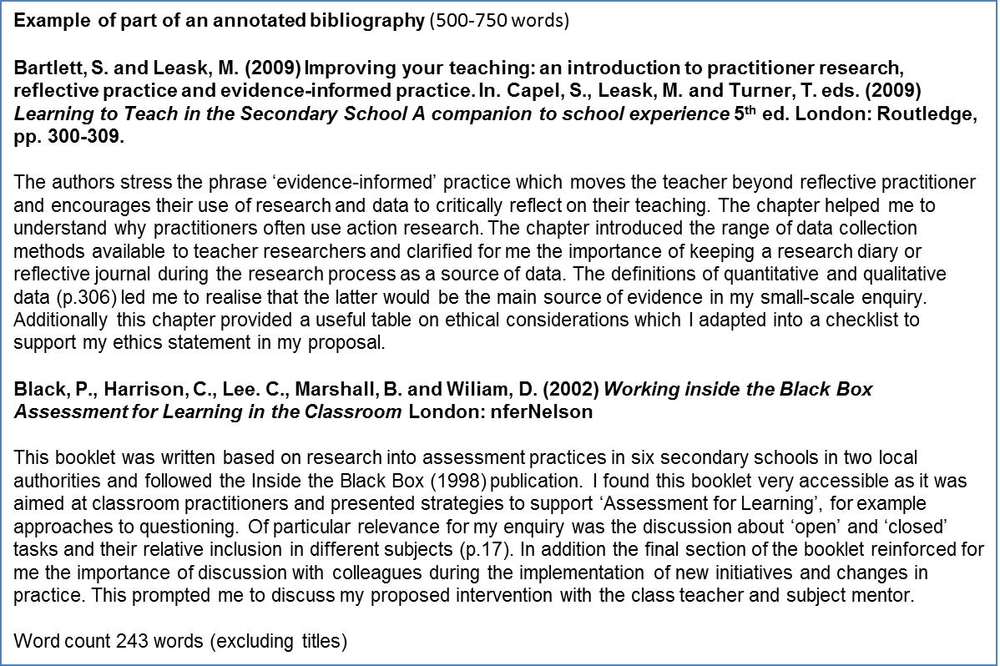 Example of part of an annotated bibliography (500-750 words)
Bartlett, S. and Leask, M. (2009) Improving your teaching: an introduction to practitioner research,
reflective practice and evidence-informed practice. In. Capel, S., Leask, M. and Turner, T. eds. (2009)
Learning to Teach in the Secondary School A companion to school experience 5th ed. London: Routledge,
pp. 300-309.
The authors stress the phrase ‘evidence-informed’ practice which moves the teacher beyond reflective practitioner
and encourages their use of research and data to critically reflect on their teaching. The chapter helped me to
understand why practitioners often use action research. The chapter introduced the range of data collection
methods available to teacher researchers and clarified for me the importance of keeping a research diary or
reflective journal during the research process as a source of data. The definitions of quantitative and qualitative
data (p.306) led me to realise that the latter would be the main source of evidence in my small-scale enquiry.
Additionally this chapter provided a useful table on ethical considerations which I adapted into a checklist to
support my ethics statement in my proposal.
Black, P., Harrison, C., Lee. C., Marshall, B. and Wiliam, D. (2002) Working inside the Black Box
Assessment for Learning in the Classroom London: nferNelson
This booklet was written based on research into assessment practices in six secondary schools in two local
authorities and followed the Inside the Black Box (1998) publication. I found this booklet very accessible as it was
aimed at classroom practitioners and presented strategies to support ‘Assessment for Learning’, for example
approaches to questioning. Of particular relevance for my enquiry was the discussion about ‘open’ and ‘closed’
tasks and their relative inclusion in different subjects (p.17). In addition the final section of the booklet reinforced for
me the importance of discussion with colleagues during the implementation of new initiatives and changes in
practice. This prompted me to discuss my proposed intervention with the class teacher and subject mentor.
Word count 243 words (excluding titles)